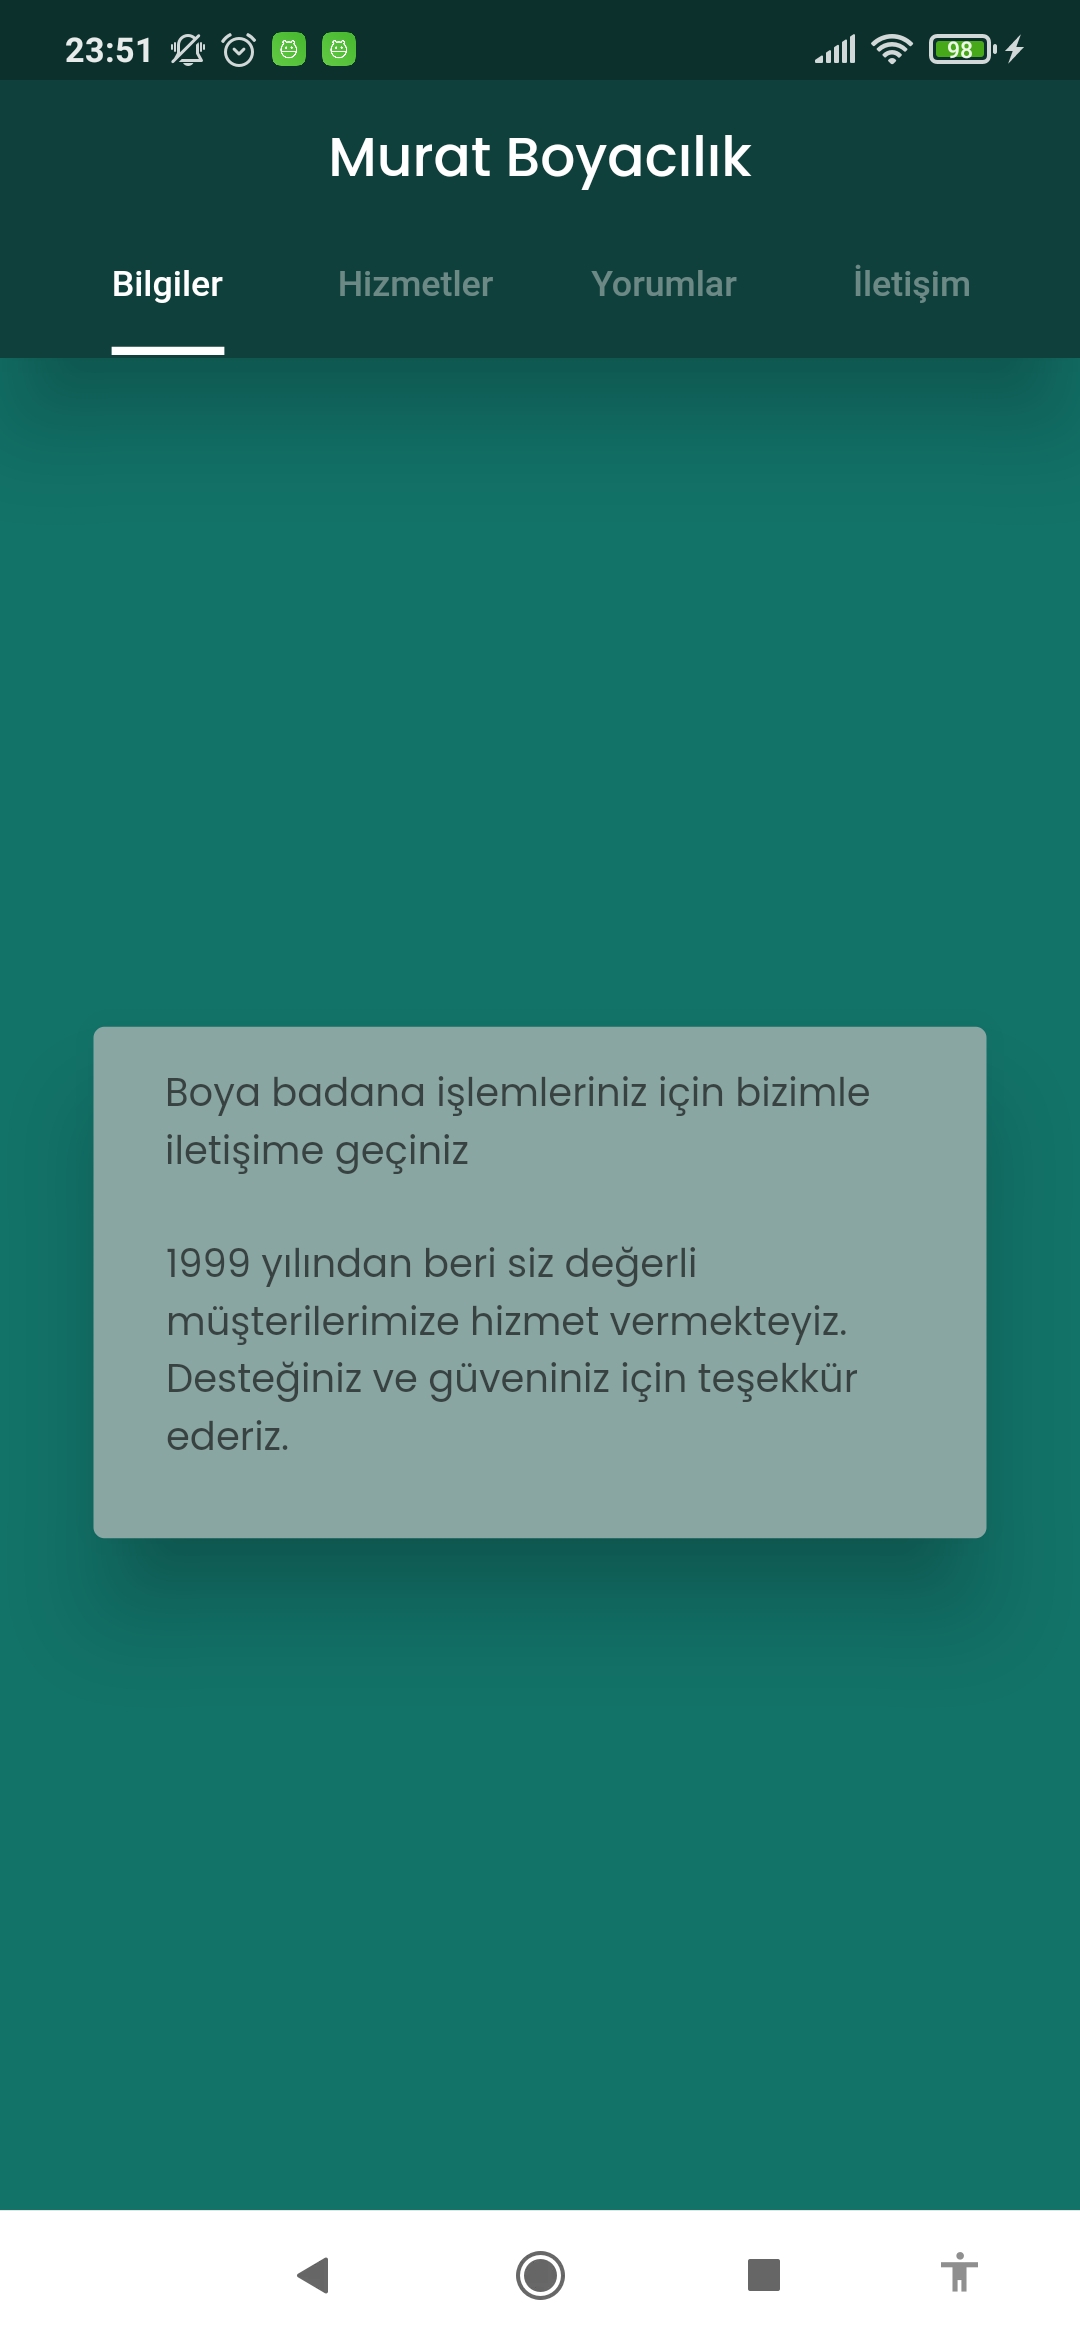 23:51
98
Murat Boyacılık
Bilgiler Hizmetler Yorumlar İletişim
Boya badana işlemleriniz için bizimle
iletişime geçiniz
1999 yılından beri siz değerli
müşterilerimize hizmet vermekteyiz.
Desteğiniz ve güveniniz için teşekkür
ederiz.